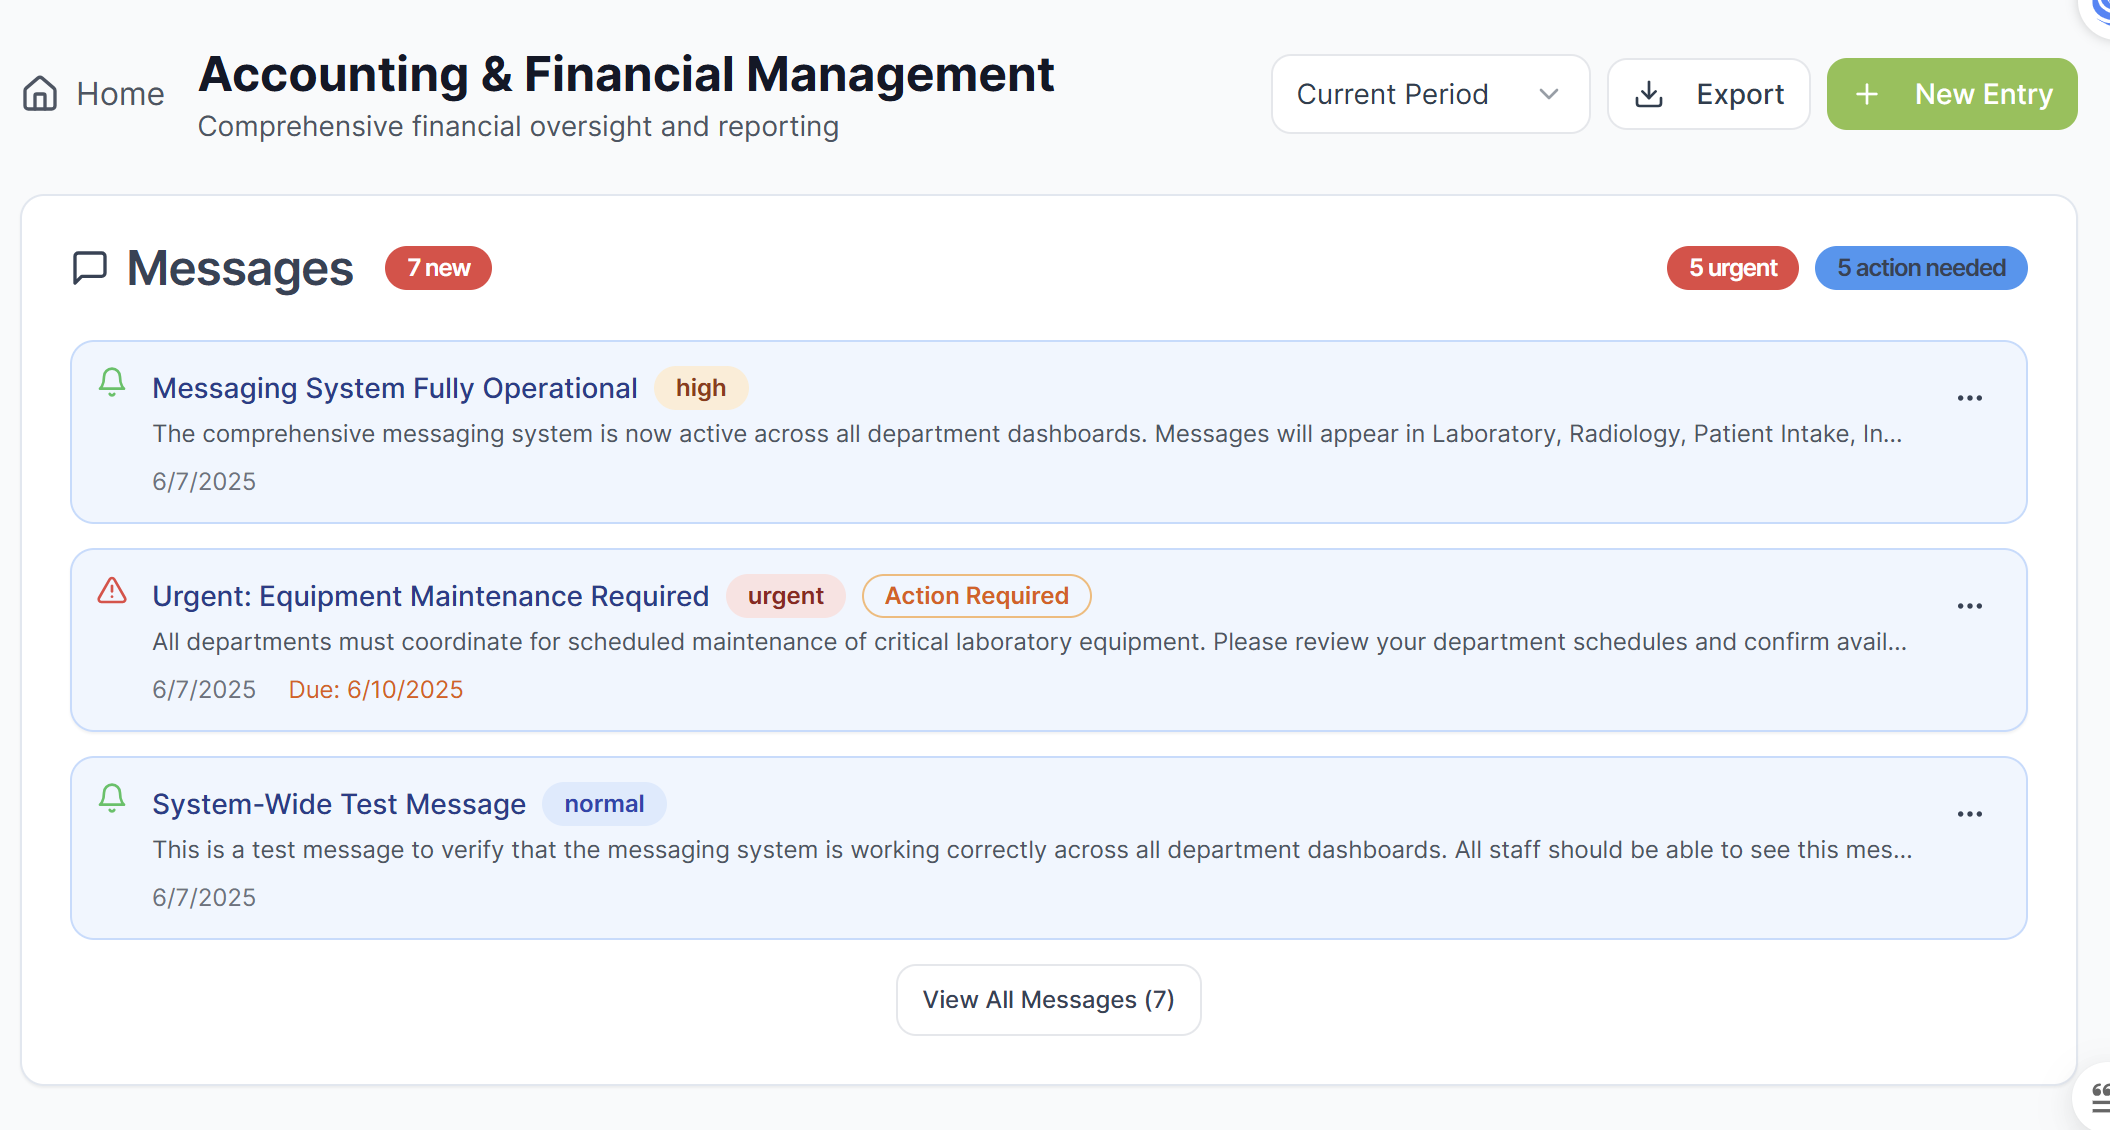 Home
Accounting & Financial Management
Comprehensive financial oversight and reporting
Current Period
Export
New Entry
Messages
7 new
5 urgent
5 action needed
Messaging System Fully Operational
high
The comprehensive messaging system is now active across all department dashboards. Messages will appear in Laboratory, Radiology, Patient Intake, In...
6/7/2025
Urgent: Equipment Maintenance Required
urgent
Action Required
All departments must coordinate for scheduled maintenance of critical laboratory equipment. Please review your department schedules and confirm avail...
6/7/2025
Due: 6/10/2025
System-Wide Test Message
normal
This is a test message to verify that the messaging system is working correctly across all department dashboards. All staff should be able to see this mes...
6/7/2025
View All Messages (7)